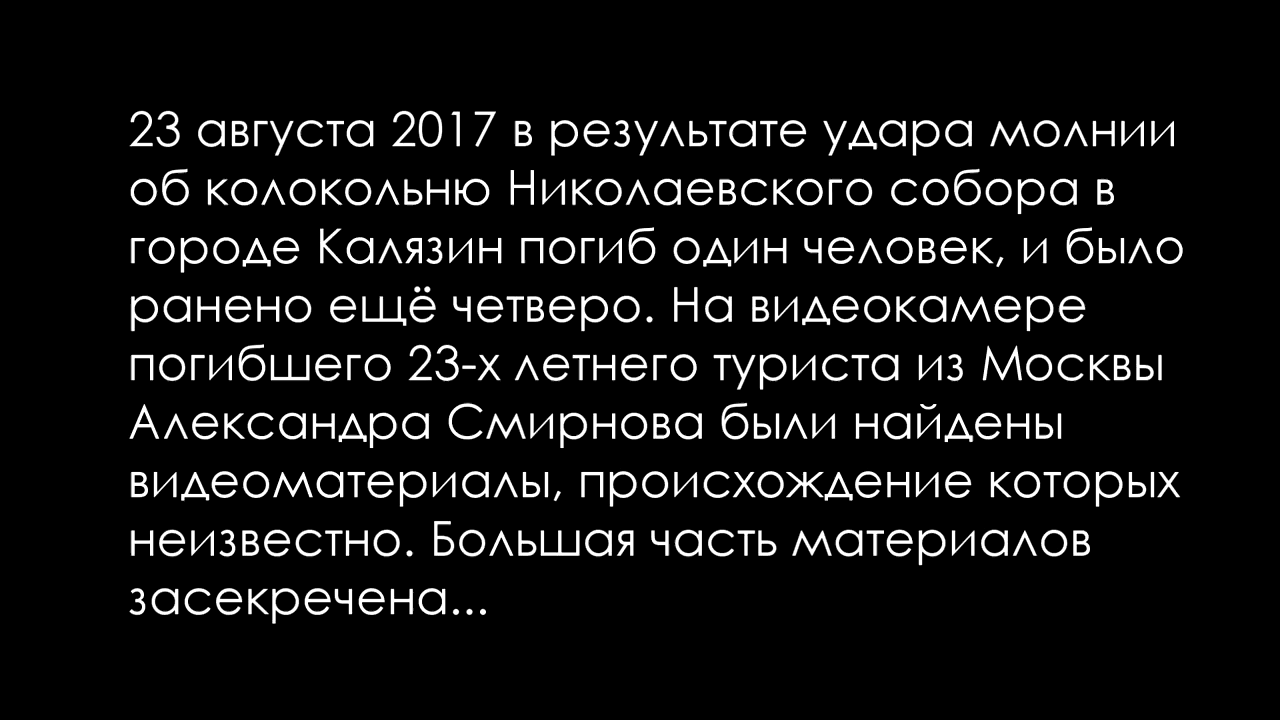 23 августа 2017 в результате удара молнии
об колокольню Николаевского собора в
городе Калязин погиб один человек, и было
ранено ещё четверо. На видеокамере
погибшего 23-х летнего туриста из Москвы
Александра Смирнова были найдены
видеоматериалы, происхождение которых
неизвестно. Большая часть материалов
засекречена...